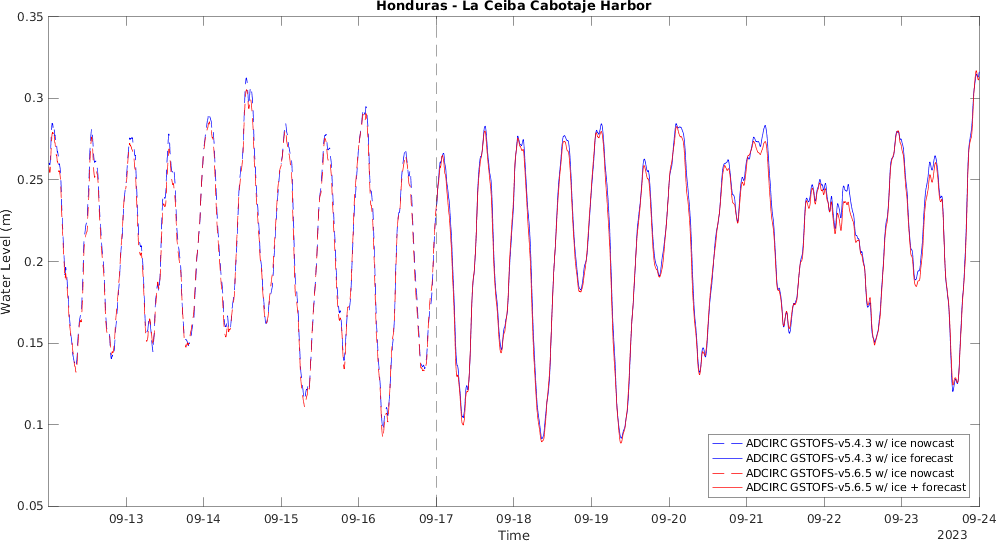 Honduras - La Ceiba Cabotaje Harbor
0.35
0.3
0.25
0.2
0.15
0.1
0.05
Water Level (m)
ADCIRC GSTOFS-v5.4.3 w/ ice nowcast
ADCIRC GSTOFS-v5.4.3 w/ ice forecast
ADCIRC GSTOFS-v5.6.5 w/ ice nowcast
ADCIRC GSTOFS-v5.6.5 w/ ice + forecast
09-13 09-14 09-15 09-16 09-17 09-18 09-19 09-20 09-21 09-22 09-23 09-24
Time
2023